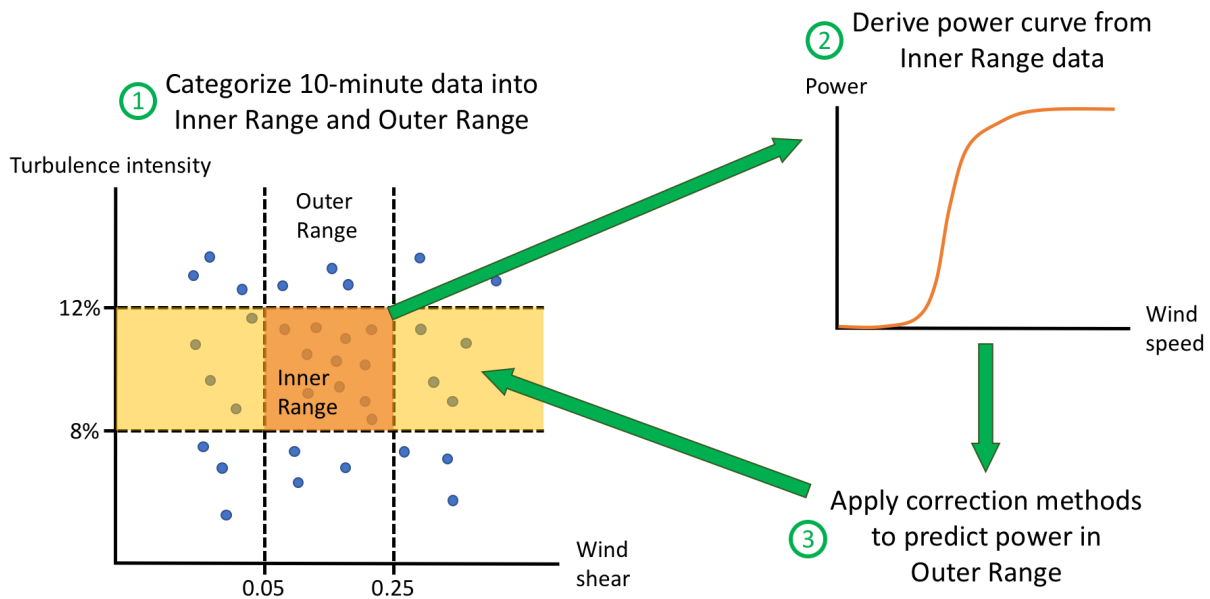 1
Categorize 10-minute data into
Inner Range and Outer Range
Turbulence intensity
Outer
Range
12%
Inner
Range
8%
0.05
0.25
Wind
shear
2
Derive power curve from
Inner Range data
Power
Wind
speed
3
Apply correction methods
to predict power in
Outer Range